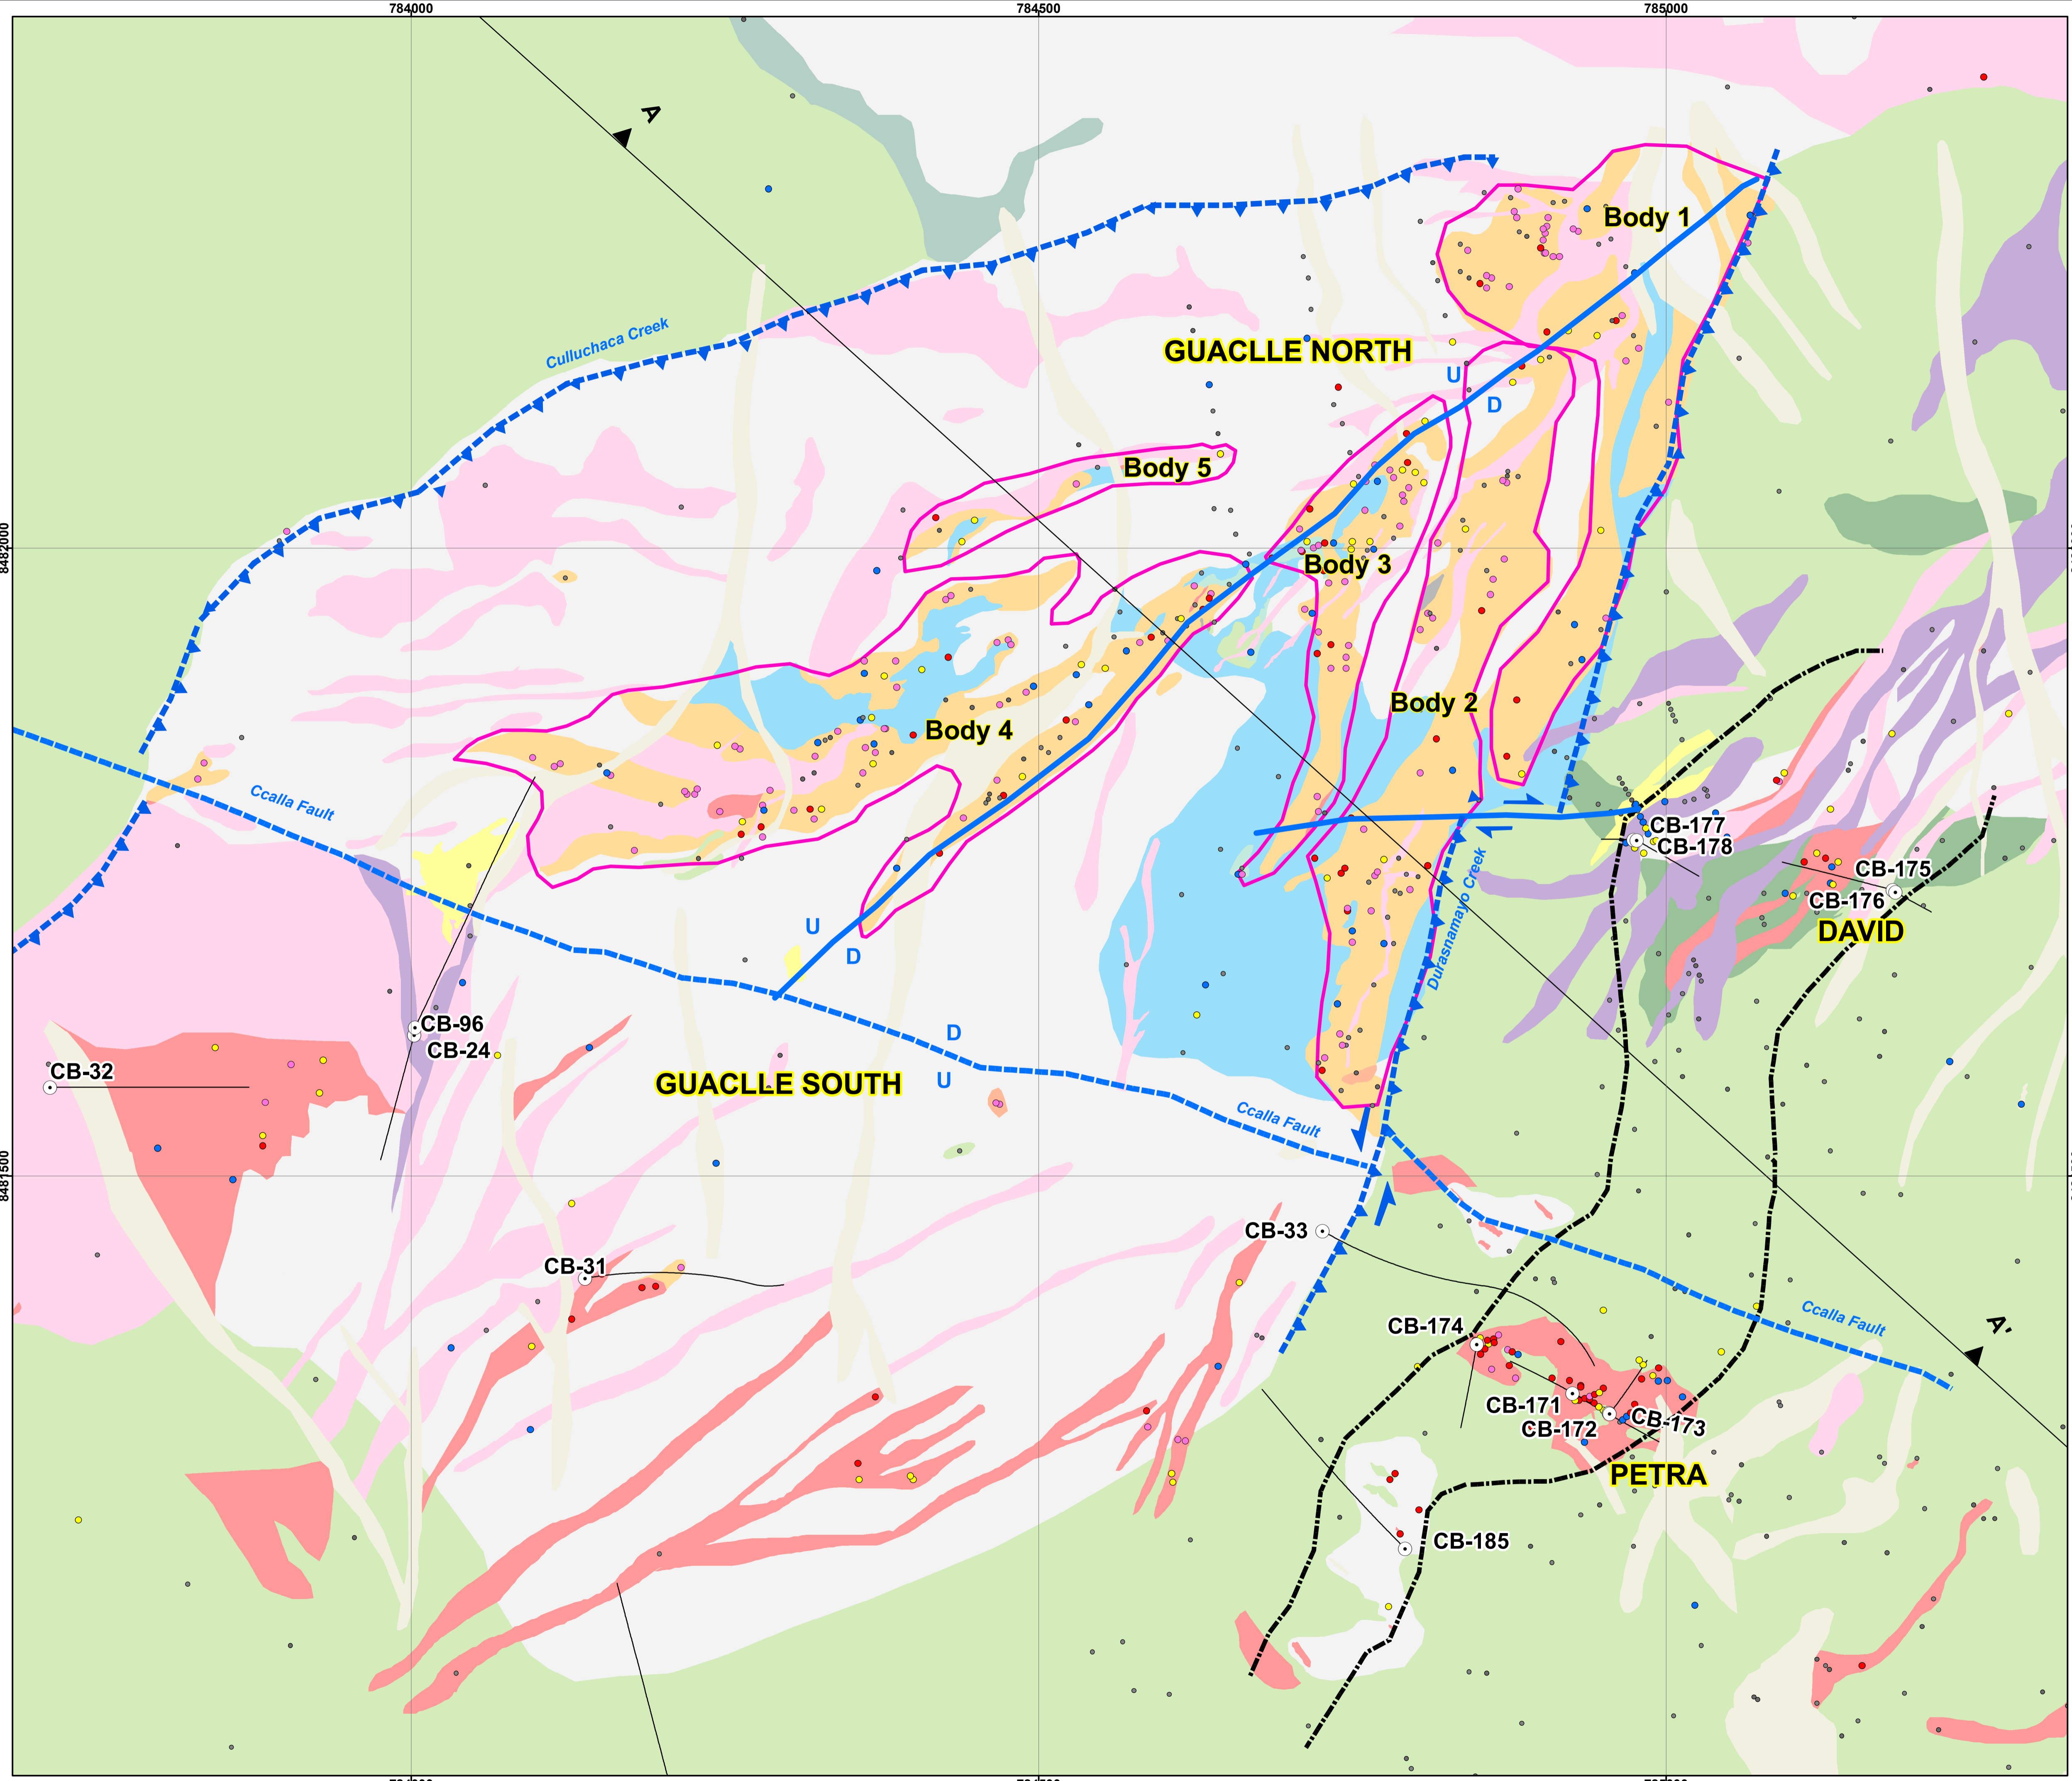 784000
784500
785000
A
Culluchaca Creek
Body 1
GUACLLE NORTH
U
D
Body 5
Body 3
Body 2
Body 4
Ccalla Fault
U
D
CB-177
CB-178
CB-175
CB-176
DAVID
Durasnamayo Creek
CB-96
CB-24
CB-32
D
U
GUACLLE SOUTH
Ccalla Fault
8481500
CB-33
CB-31
CB-174
Ccalla Fault
A'
CB-171
CB-172
CB-173
PETRA
CB-185